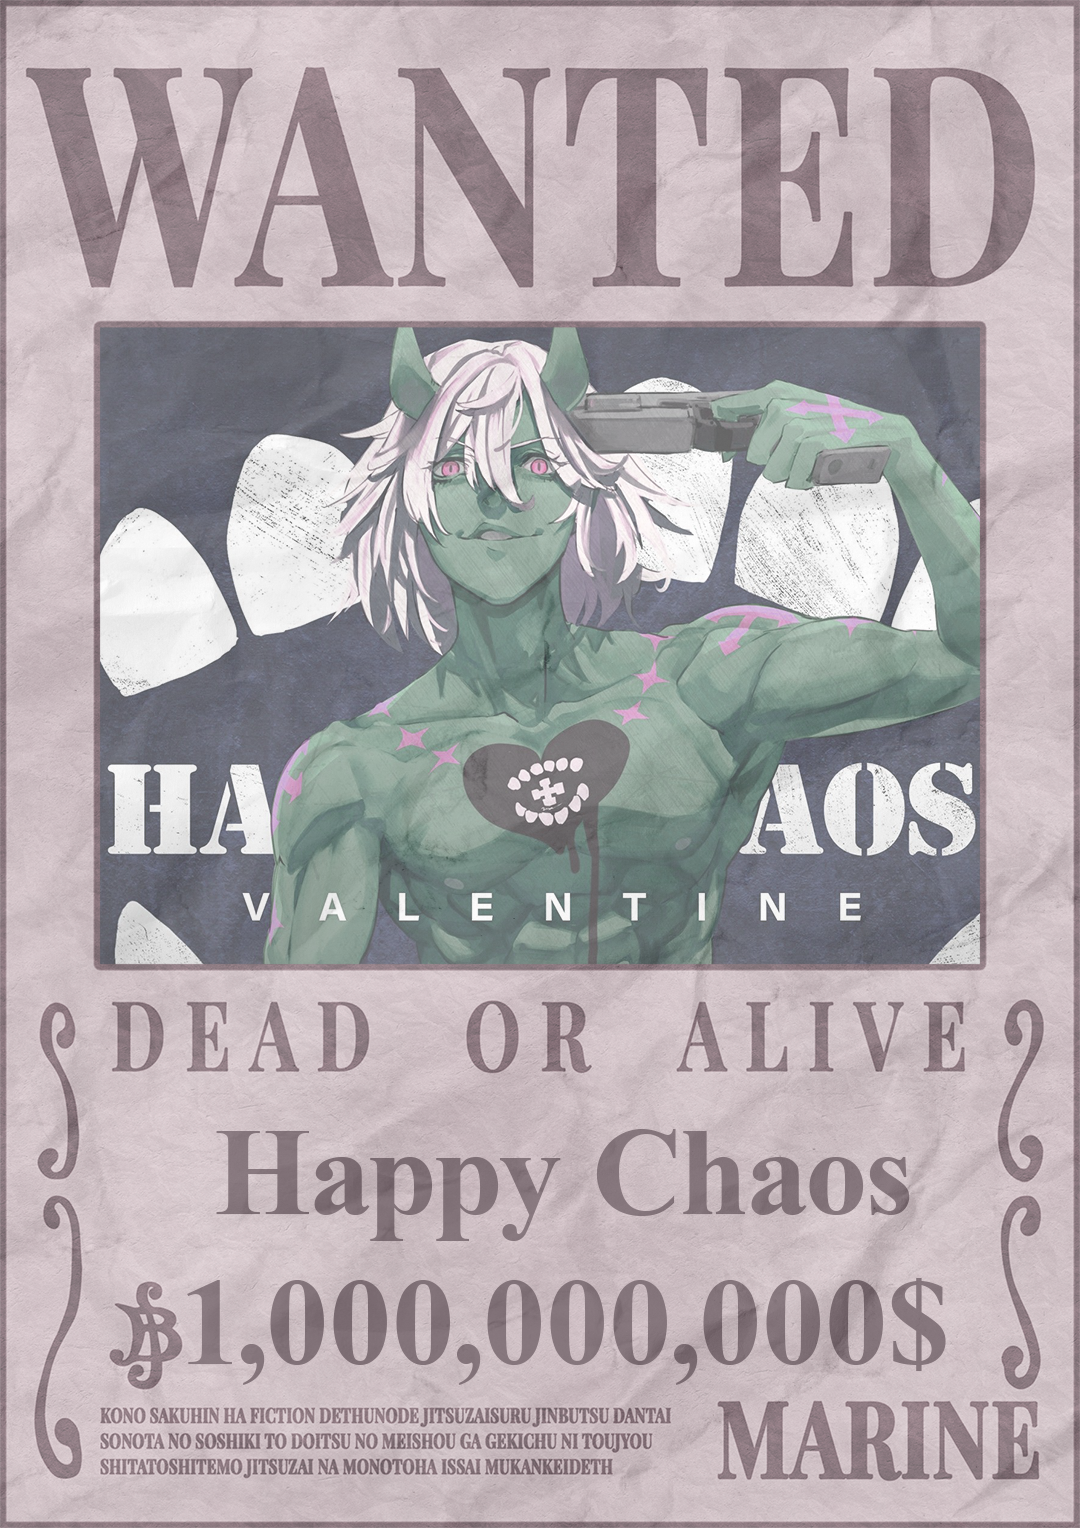 WANTED
HA AOS
VALENTINE
DEAD OR ALIVE
Happy Chaos
฿1,000,000,000$
KONO SAKUHIN HA FICTION DETHUNODE JITSUZAISURU JINBUTSU DANTAI
SONOTA NO SOSHIKI TO DOITSU NO MEISHOU GA GEKICHU NI TOUJYOU
SHITATOSHITEMO JITSUZAI NA MONOTOHA ISSAI MUKANKEIDETH
MARINE